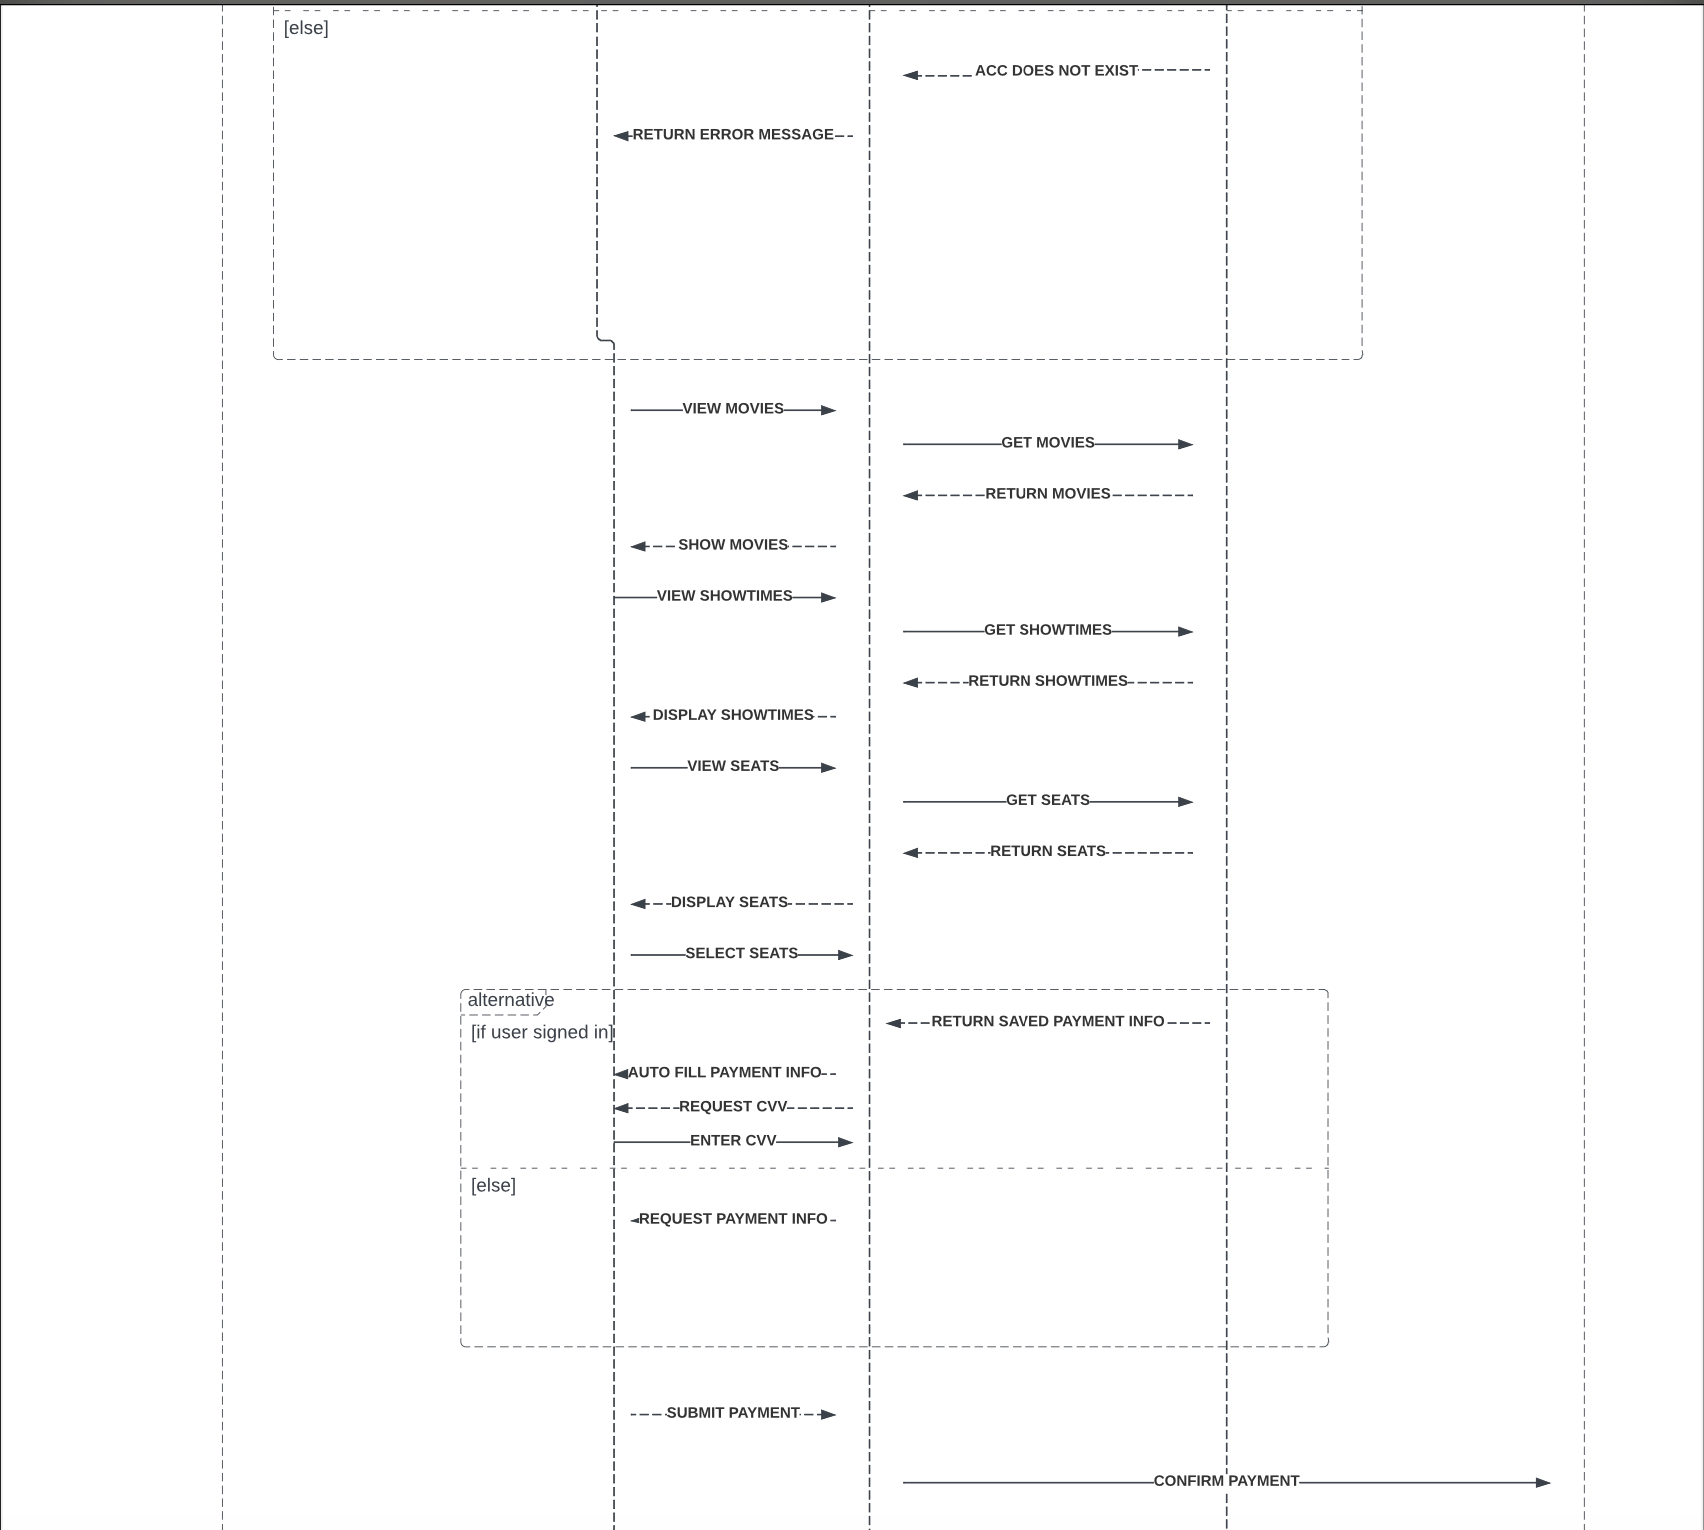 [else]
ACC DOES NOT EXIST
RETURN ERROR MESSAGE
VIEW MOVIES
GET MOVIES
RETURN MOVIES
SHOW MOVIES
VIEW SHOWTIMES
GET SHOWTIMES
RETURN SHOWTIMES
DISPLAY SHOWTIMES
VIEW SEATS
GET SEATS
RETURN SEATS
DISPLAY SEATS
SELECT SEATS
alternative
RETURN SAVED PAYMENT INFO
[if user signed in]
AUTO FILL PAYMENT INFO
REQUEST CVV
ENTER CVV
[else]
REQUEST PAYMENT INFO
SUBMIT PAYMENT
CONFIRM PAYMENT